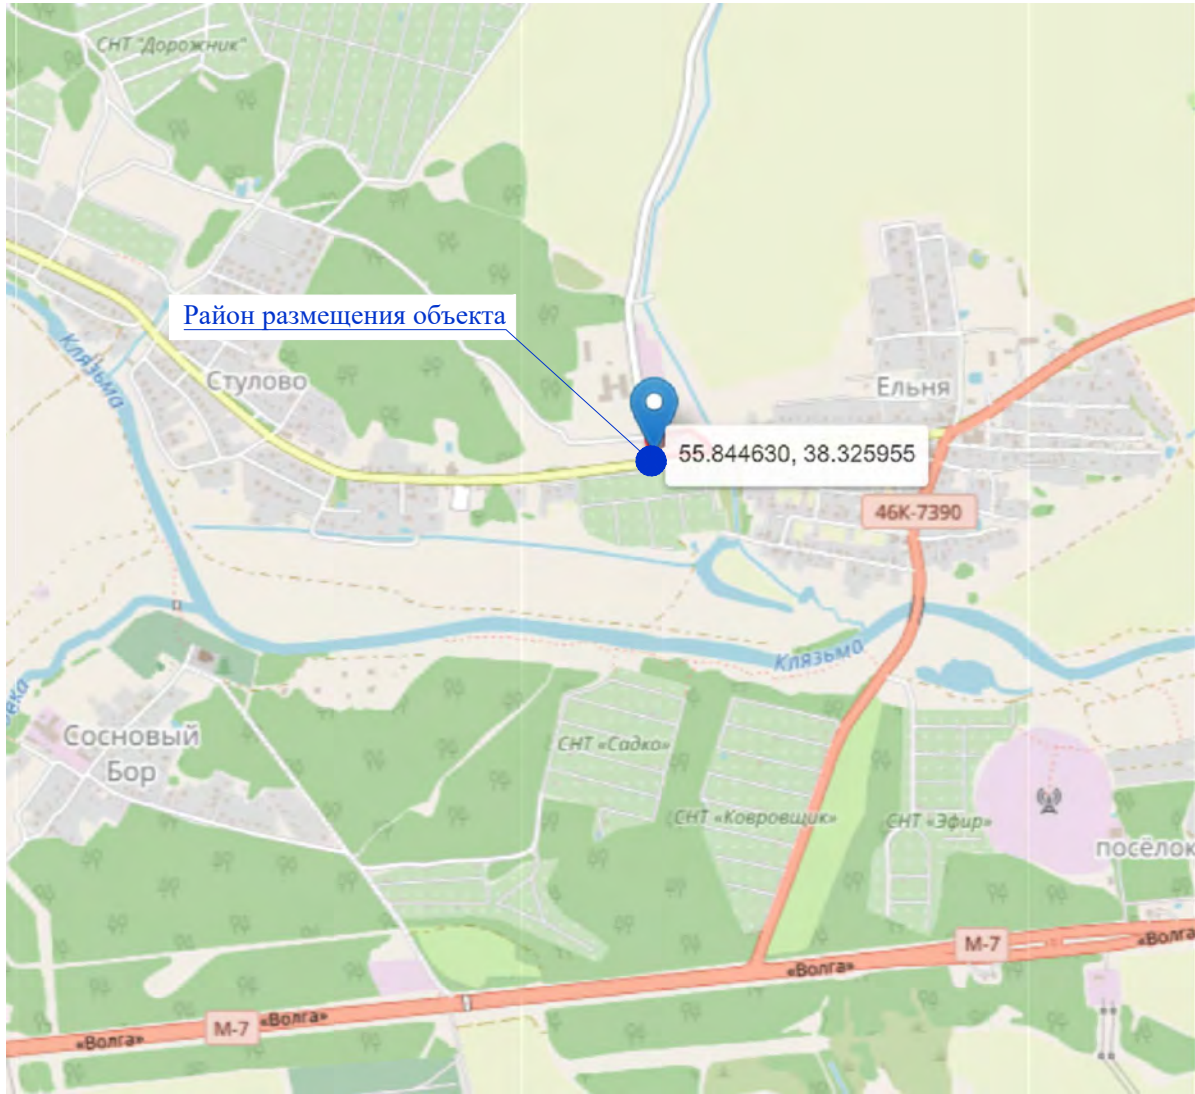 СНТ "Дорожник"
Район размещения объекта
Клязьма
Стулово
Ельня
55.844630, 38.325955
46К-7390
Клязьма
Сосновый
Бор
СНТ «Садко»
СНТ «Ковровщик»
СНТ «Эфир»
посёлок
М-7
«Волга»
«Волга
М-7
«Волга»
«Волга»